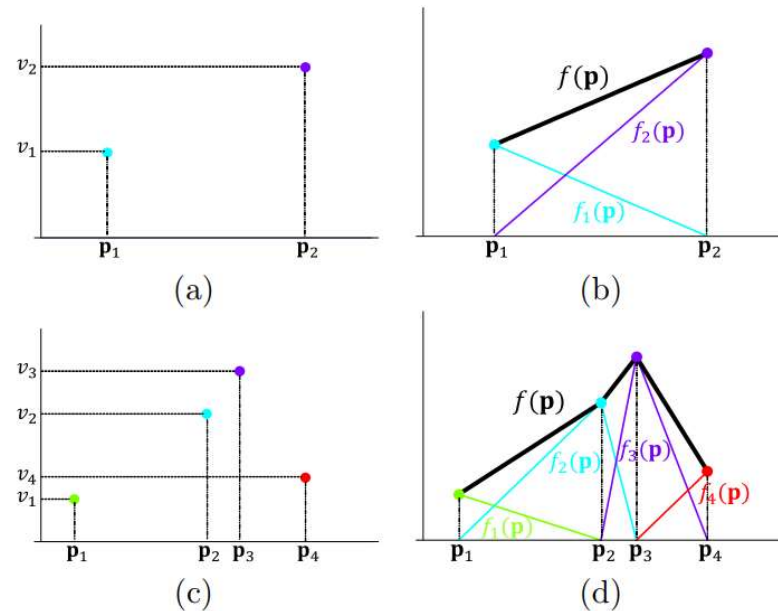 v₂
v₁
p₁ p₂
(a)
f(p)
f₂(p)
f₁(p)
p₁ p₂
(b)
v₃
v₂
v₄
v₁
p₁ p₂ p₃ p₄
(c)
f(p)
f₂(p) f₃(p)
f₄(p)
f₁(p)
p₁ p₂ p₃ p₄
(d)